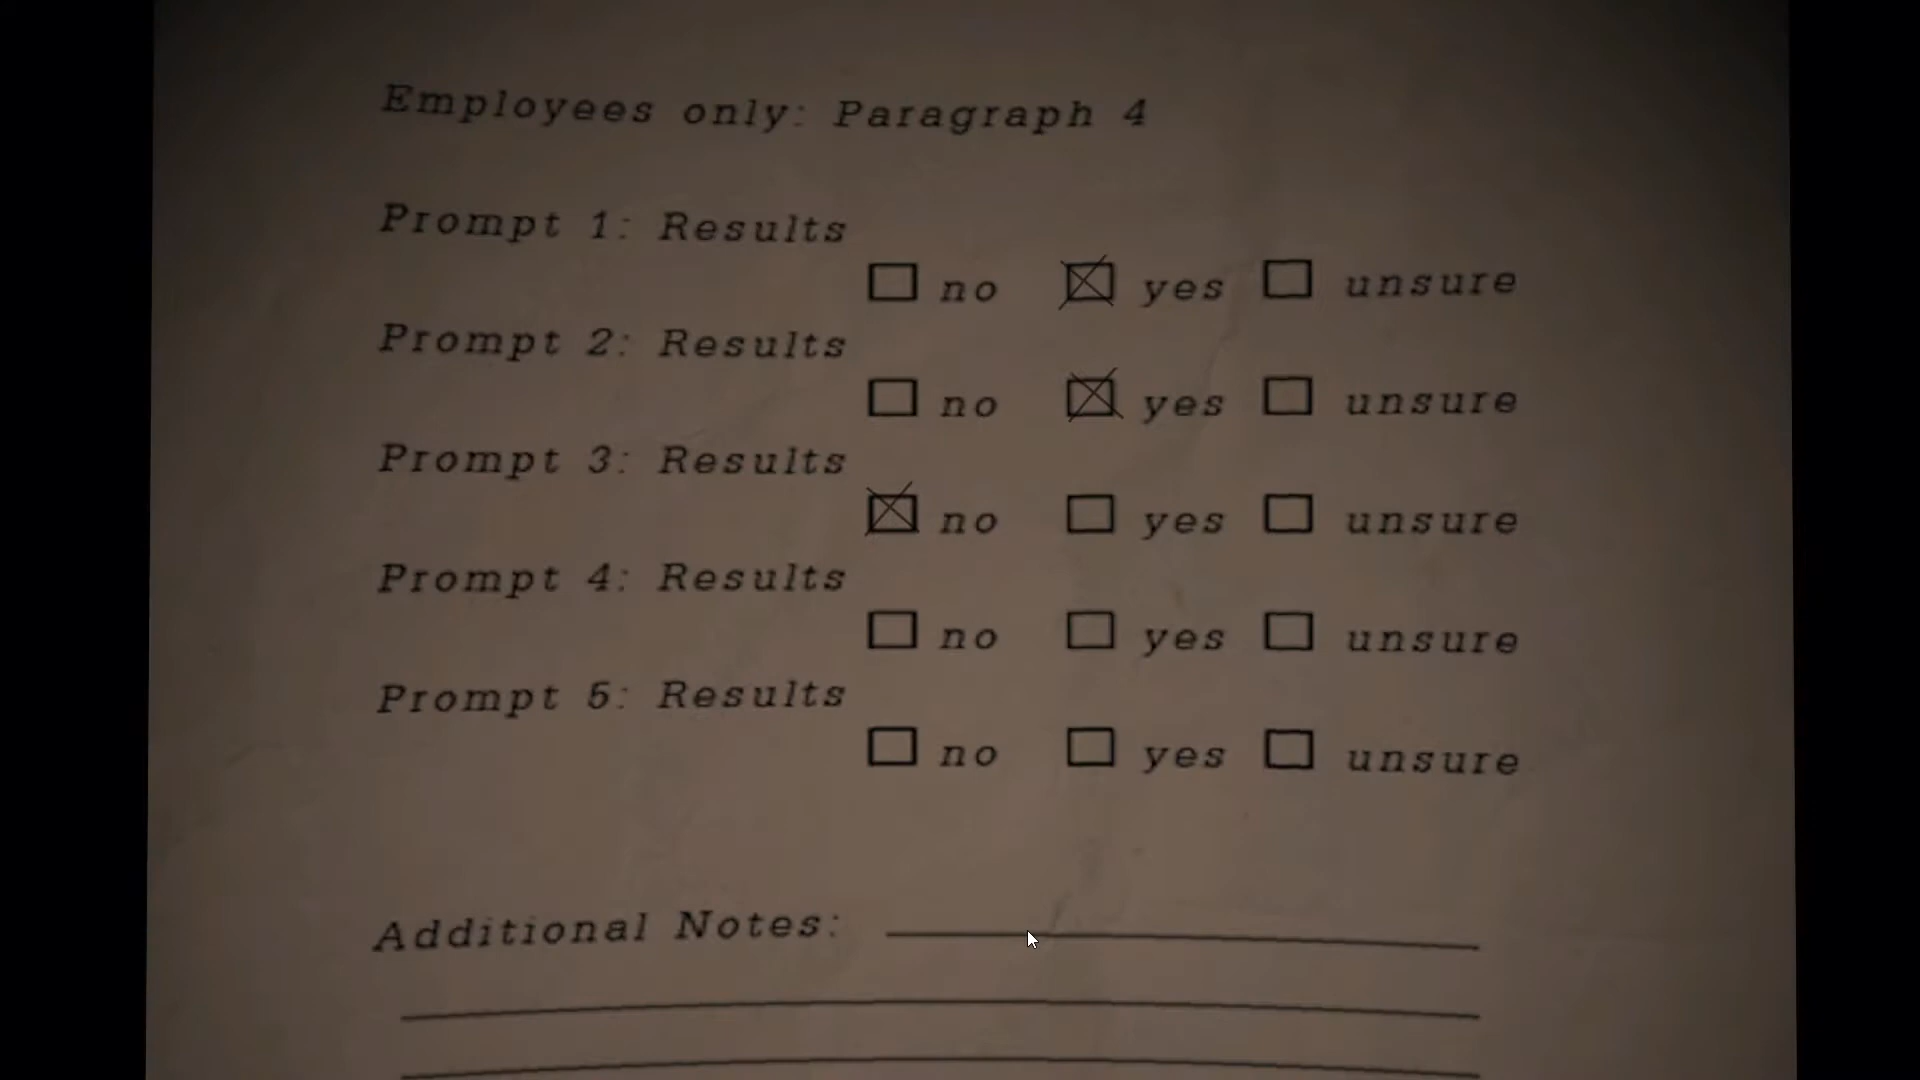 Employees only: Paragraph 4
Prompt 1: Results
no yes unsure
Prompt 2: Results
no yes unsure
Prompt 3: Results
no yes unsure
Prompt 4: Results
no yes unsure
Prompt 5: Results
no yes unsure
Additional Notes: